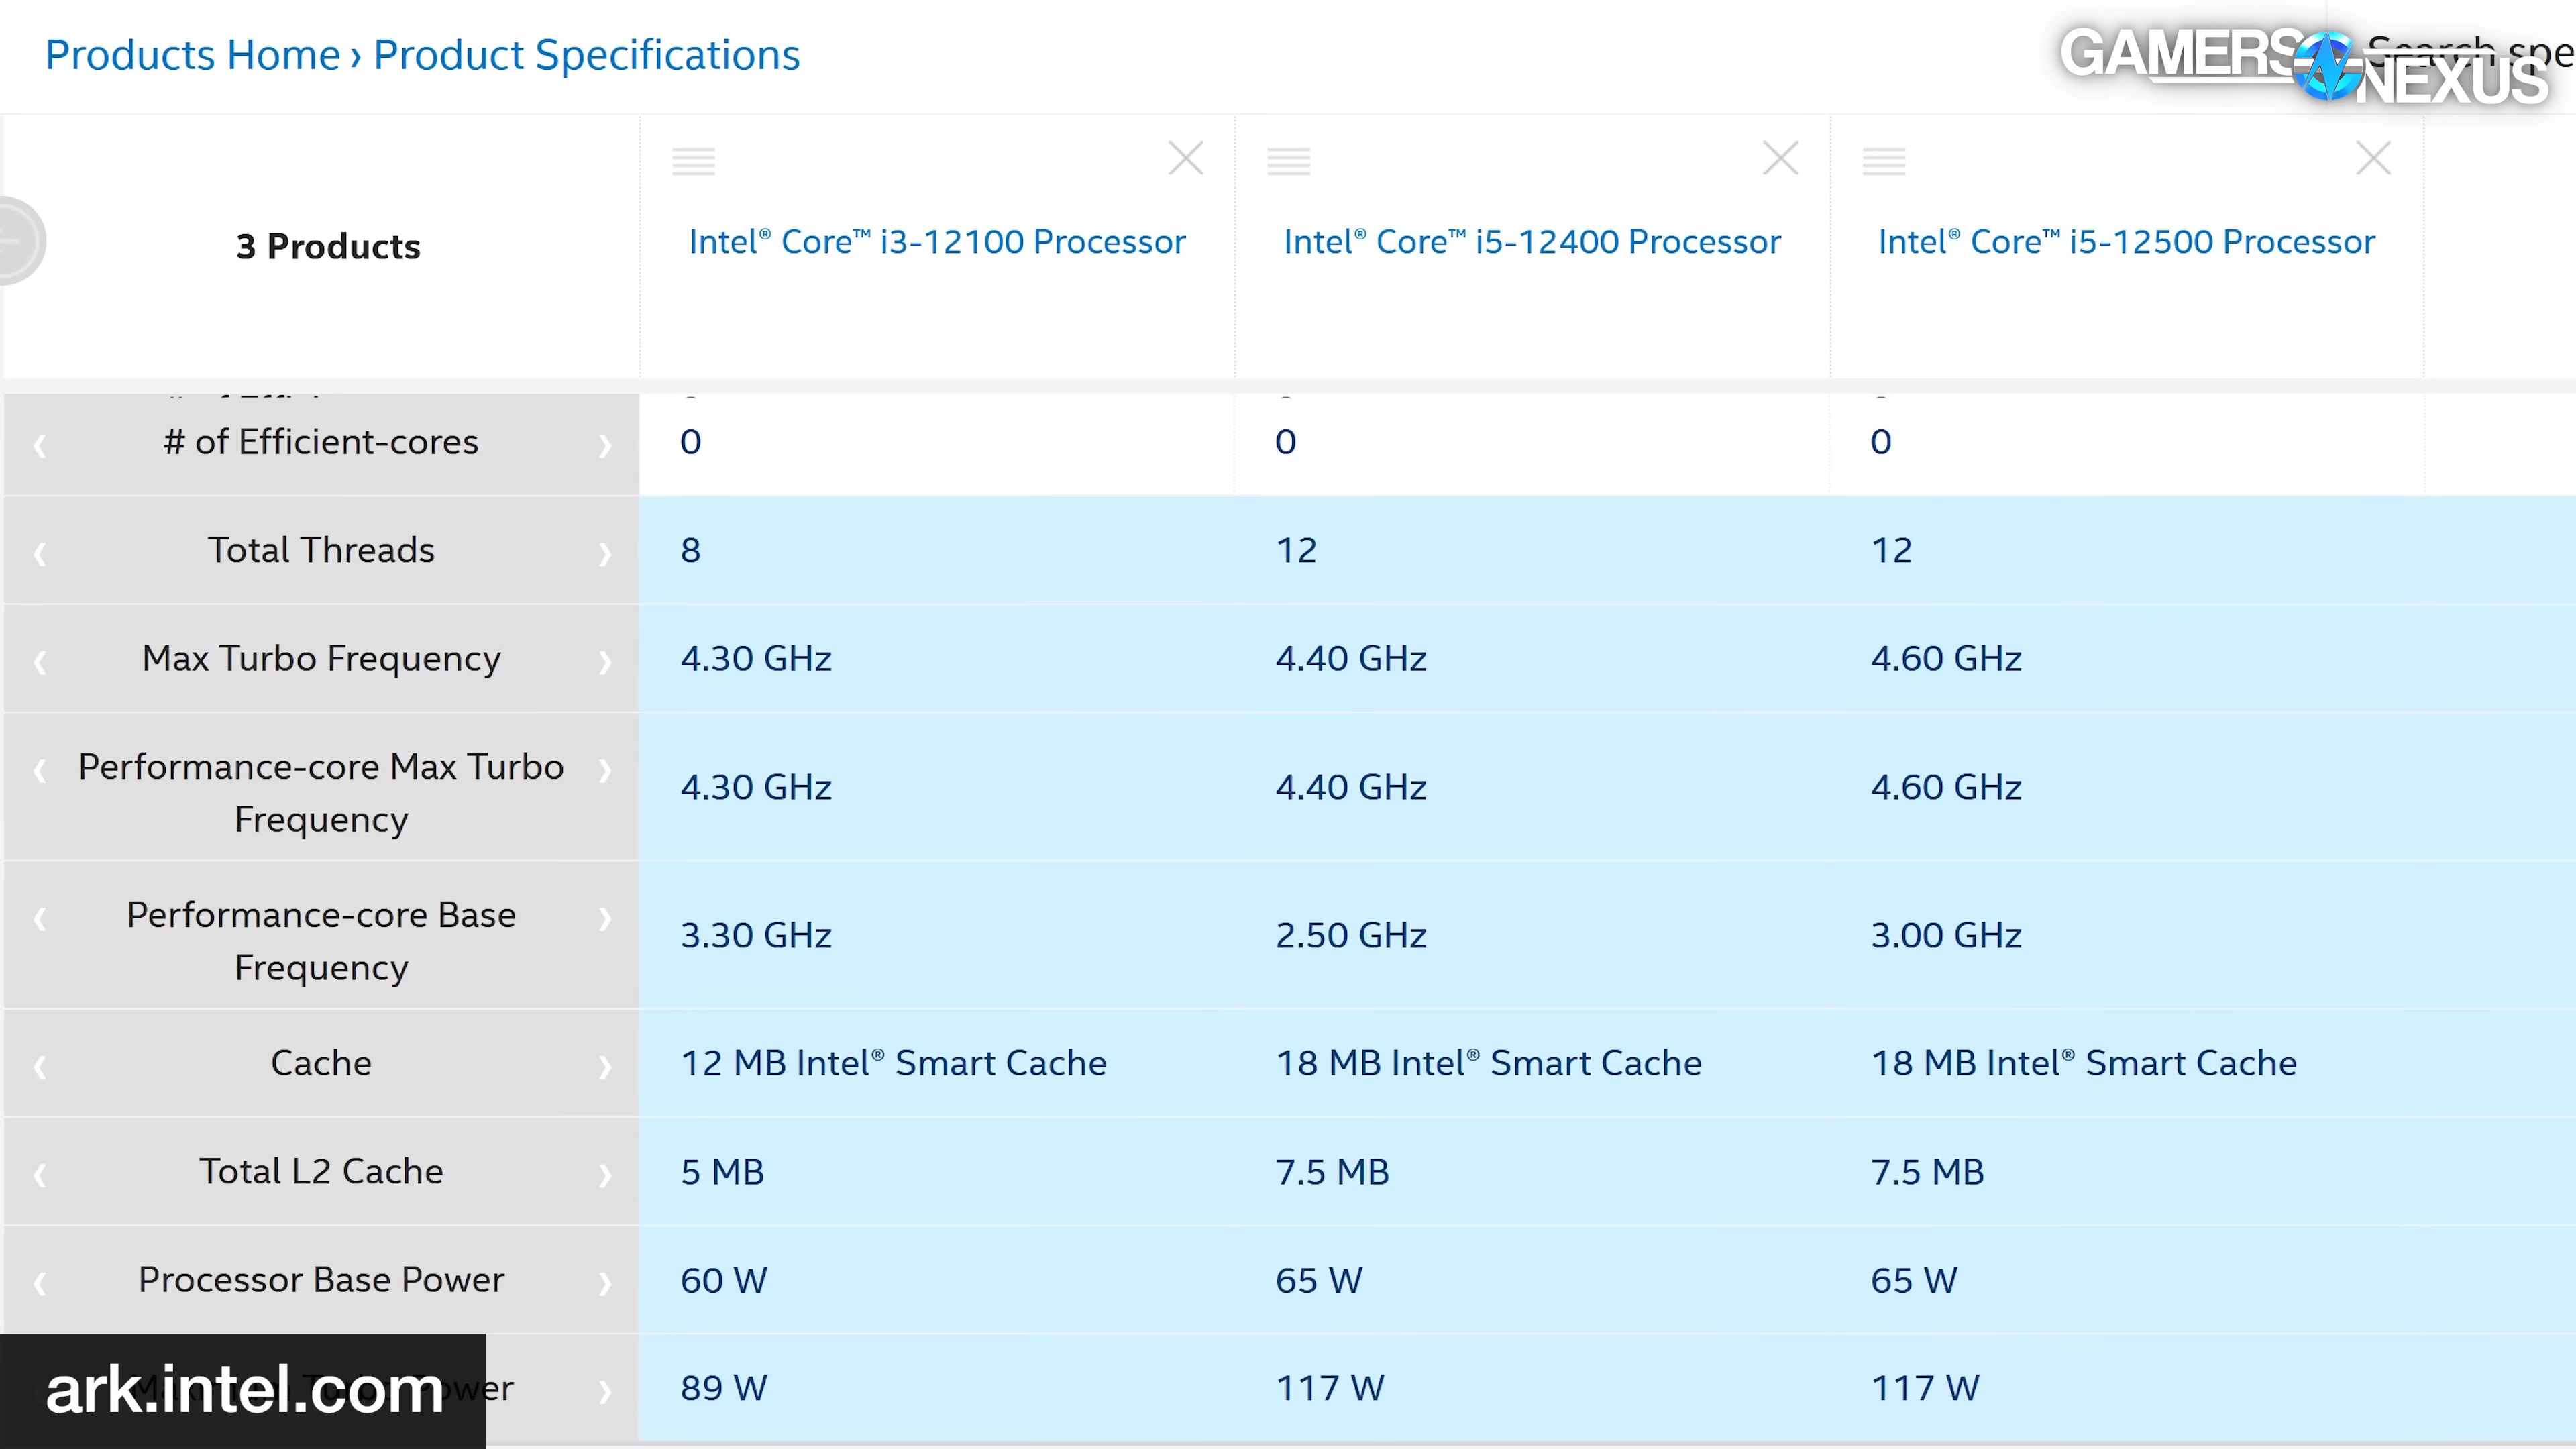 Products Home › Product Specifications
GAMERS NEXUS
Search spe
3 Products
Intel® Core™ i3-12100 Processor
Intel® Core™ i5-12400 Processor
Intel® Core™ i5-12500 Processor
# of Efficient-cores 0 0 0
Total Threads 8 12 12
Max Turbo Frequency 4.30 GHz 4.40 GHz 4.60 GHz
Performance-core Max Turbo
Frequency
4.30 GHz 4.40 GHz 4.60 GHz
Performance-core Base
Frequency
3.30 GHz 2.50 GHz 3.00 GHz
Cache 12 MB Intel® Smart Cache 18 MB Intel® Smart Cache 18 MB Intel® Smart Cache
Total L2 Cache 5 MB 7.5 MB 7.5 MB
Processor Base Power 60 W 65 W 65 W
89 W 117 W 117 W
ark.intel.com